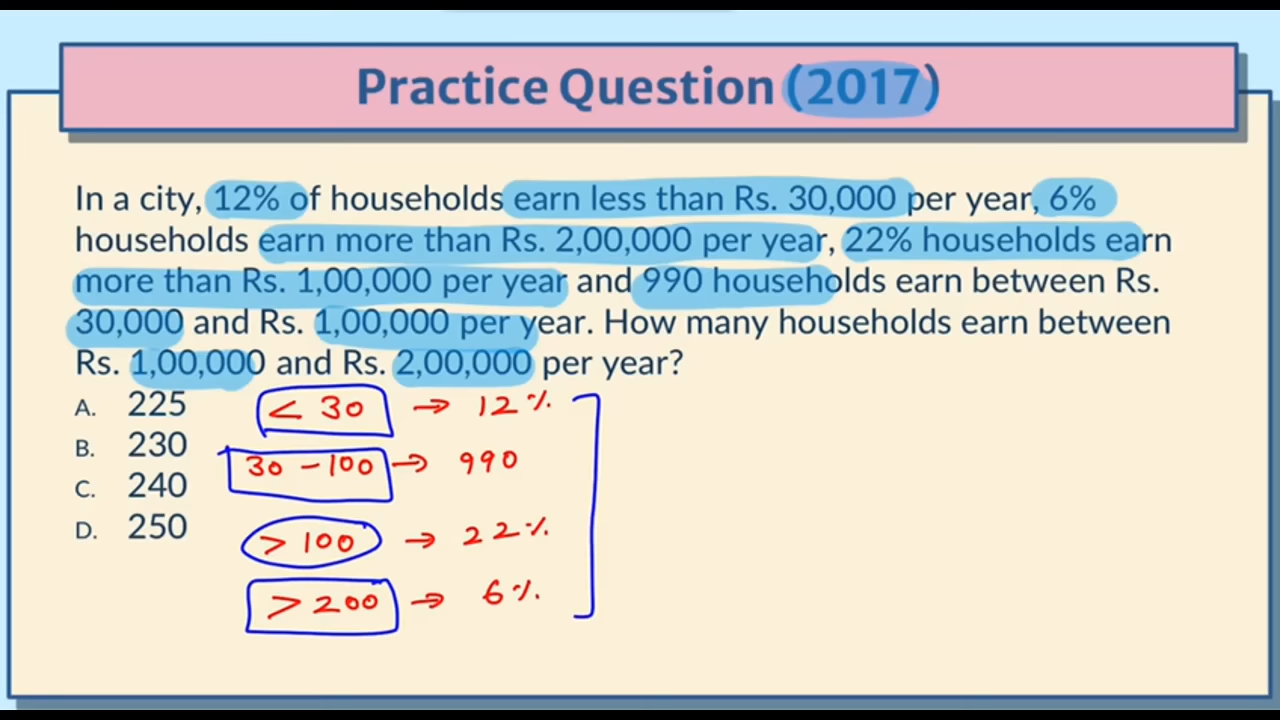 Practice Question (2017)
In a city, 12% of households earn less than Rs. 30,000 per year, 6%
households earn more than Rs. 2,00,000 per year, 22% households earn
more than Rs. 1,00,000 per year and 990 households earn between Rs.
30,000 and Rs. 1,00,000 per year. How many households earn between
Rs. 1,00,000 and Rs. 2,00,000 per year?
A. 225
B. 230
C. 240
D. 250
< 30 → 12%
30 - 100 → 990
> 100 → 22%
> 200 → 6%